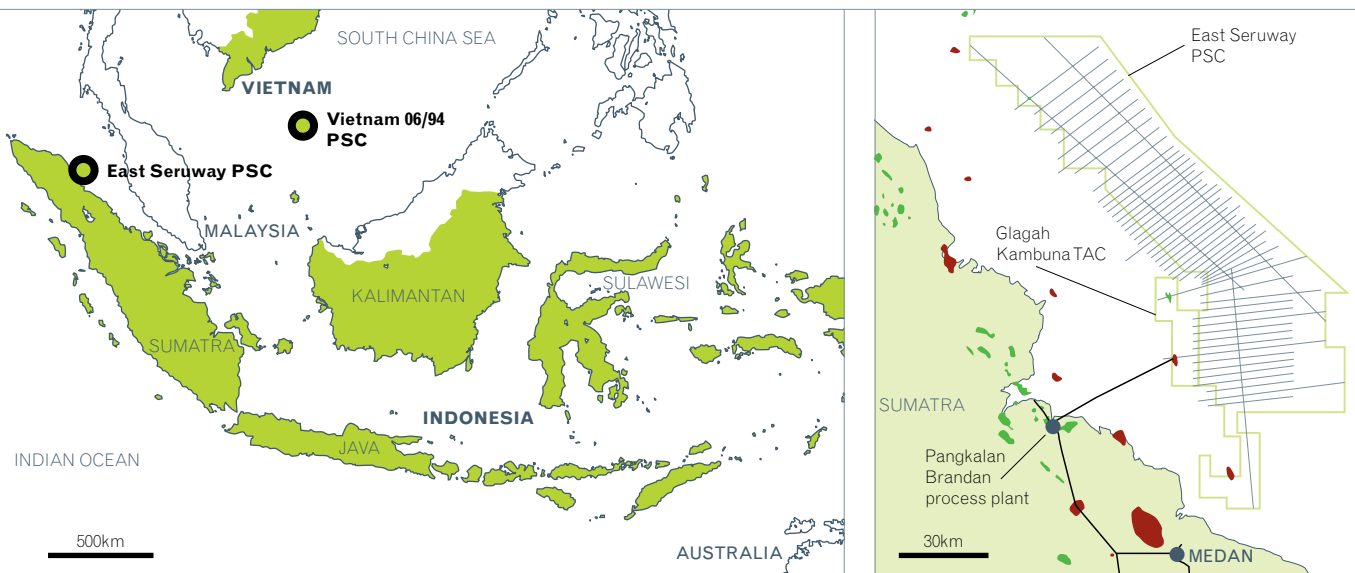 SOUTH CHINA SEA
VIETNAM
Vietnam 06/94
PSC
East Seruway PSC
MALAYSIA
KALIMANTAN
SULAWESI
SUMATRA
INDONESIA
JAVA
INDIAN OCEAN
500km
AUSTRALIA
East Seruway
PSC
Glagah
Kambuna TAC
SUMATRA
Pangkalan
Brandan
process plant
30km
MEDAN